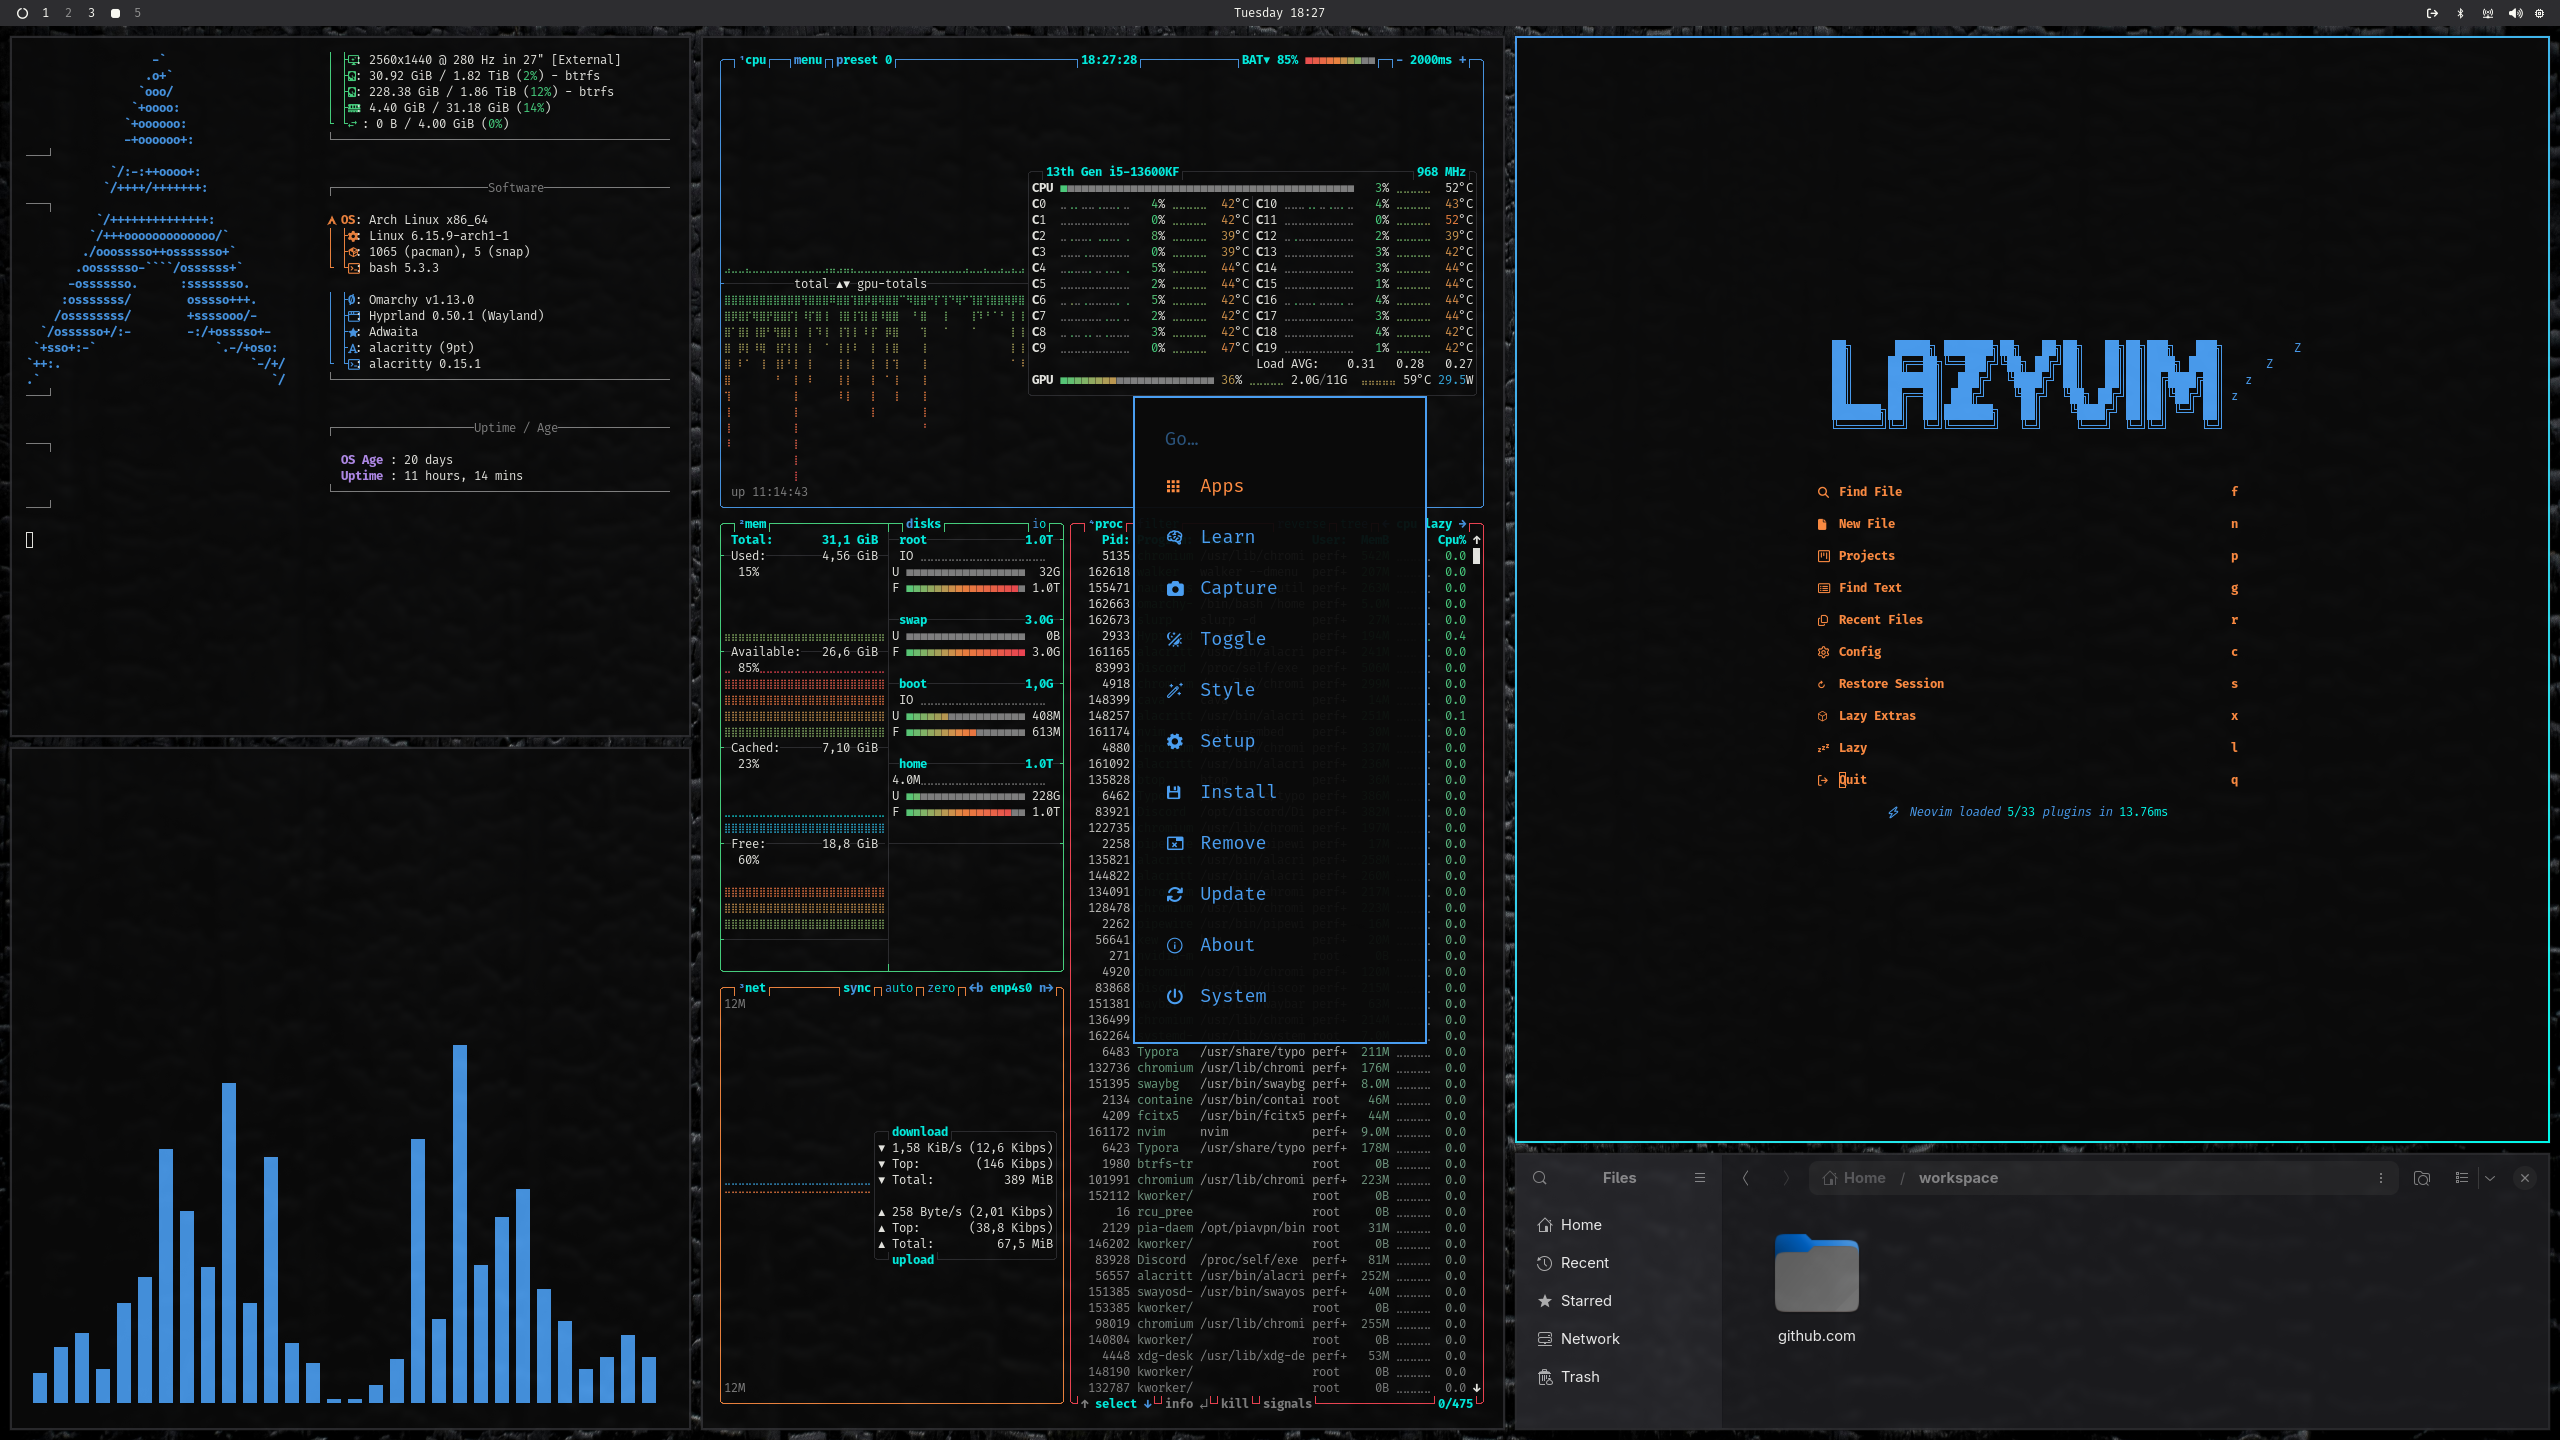 1 2 3 5
Tuesday 18:27
2560x1440 @ 280 Hz in 27" [External]
30.92 GiB / 1.82 TiB (2%) - btrfs
228.38 GiB / 1.86 TiB (12%) - btrfs
4.40 GiB / 31.18 GiB (14%)
: 0 B / 4.00 GiB (0%)
Software
OS: Arch Linux x86_64
Linux 6.15.9-arch1-1
1065 (pacman), 5 (snap)
bash 5.3.3
Omarchy v1.13.0
Hyprland 0.50.1 (Wayland)
Adwaita
alacritty (9pt)
alacritty 0.15.1
Uptime / Age
OS Age : 20 days
Uptime : 11 hours, 14 mins
¹cpu menu preset 0 18:27:28 BAT▼ 85% - 2000ms +
13th Gen i5-13600KF 968 MHz
CPU 3% 52°C
C0 4% 42°C C10 4% 43°C
C1 0% 42°C C11 0% 52°C
C2 8% 39°C C12 2% 39°C
C3 0% 39°C C13 3% 42°C
C4 5% 44°C C14 3% 44°C
C5 2% 44°C C15 1% 44°C
C6 5% 42°C C16 4% 42°C
C7 2% 42°C C17 3% 44°C
C8 3% 42°C C18 4% 42°C
C9 0% 47°C C19 1% 42°C
Load AVG: 0.31 0.28 0.27
GPU 36% 2.0G/11G 59°C 29.5W
total ▲▼ gpu-totals
up 11:14:43
²mem disks io
Total: 31,1 GiB
Used: 4,56 GiB
15%
Available: 26,6 GiB
85%
Cached: 7,10 GiB
23%
Free: 18,8 GiB
60%
root 1.0T
IO
U 32G
F 1.0T
swap 3.0G
U 0B
F 3.0G
boot 1,0G
IO
U 408M
F 613M
home 1.0T
4.0M
U 228G
F 1.0T
³net sync auto zero ←b enp4s0 n→
12M
download
▼ 1,58 KiB/s (12,6 Kibps)
▼ Top: (146 Kibps)
▼ Total: 389 MiB
▲ 258 Byte/s (2,01 Kibps)
▲ Top: (38,8 Kibps)
▲ Total: 67,5 MiB
upload
12M
⁴proc lazy →
Pid: Cpu% ↑
5135 0.0
162618 0.0
155471 0.0
162663 0.0
162673 0.0
2933 0.4
161165 0.0
83993 0.0
4918 0.0
148399 0.0
148257 0.1
161174 0.0
4880 0.0
161092 0.0
135828 0.0
6462 0.0
83921 0.0
122735 0.0
2258 0.0
135821 0.0
144822 0.0
134091 0.0
128478 0.0
2262 0.0
56641 0.0
271 0.0
4920 0.0
83868 0.0
151381 0.0
136499 0.0
162264 0.0
6483 Typora /usr/share/typo perf+ 211M 0.0
132736 chromium /usr/lib/chromi perf+ 176M 0.0
151395 swaybg /usr/bin/swaybg perf+ 8.0M 0.0
2134 containe /usr/bin/contai root 46M 0.0
4209 fcitx5 /usr/bin/fcitx5 perf+ 44M 0.0
161172 nvim nvim perf+ 9.0M 0.0
6423 Typora /usr/share/typo perf+ 178M 0.0
1980 btrfs-tr root 0B 0.0
101991 chromium /usr/lib/chromi perf+ 223M 0.0
152112 kworker/ root 0B 0.0
16 rcu_pree root 0B 0.0
2129 pia-daem /opt/piavpn/bin root 31M 0.0
146202 kworker/ root 0B 0.0
83928 Discord /proc/self/exe perf+ 81M 0.0
56557 alacritt /usr/bin/alacri perf+ 252M 0.0
151385 swayosd- /usr/bin/swayos perf+ 40M 0.0
153385 kworker/ root 0B 0.0
98019 chromium /usr/lib/chromi perf+ 255M 0.0
140804 kworker/ root 0B 0.0
4448 xdg-desk /usr/lib/xdg-de perf+ 53M 0.0
148190 kworker/ root 0B 0.0
132787 kworker/ root 0B 0.0 ↓
↑ select ↓ info ↵ kill signals 0/475
Go…
Apps
Learn
Capture
Toggle
Style
Setup
Install
Remove
Update
About
System
LAZYVIM
Z
Z
z
z
Find File f
New File n
Projects p
Find Text g
Recent Files r
Config c
Restore Session s
Lazy Extras x
Lazy l
Quit q
Neovim loaded 5/33 plugins in 13.76ms
Files
Home / workspace
Home
Recent
Starred
Network
Trash
github.com